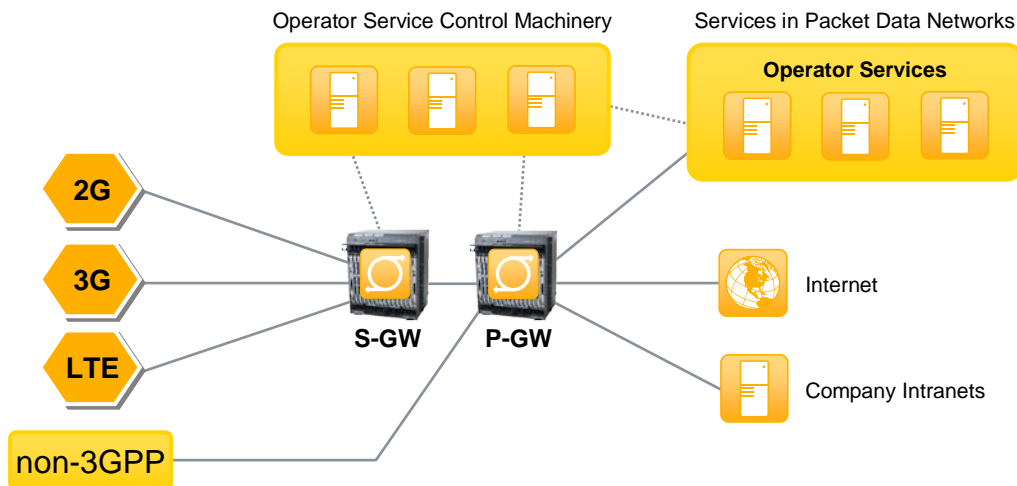 Operator Service Control Machinery
Services in Packet Data Networks
Operator Services
2G
3G
LTE
non-3GPP
S-GW
P-GW
Internet
Company Intranets